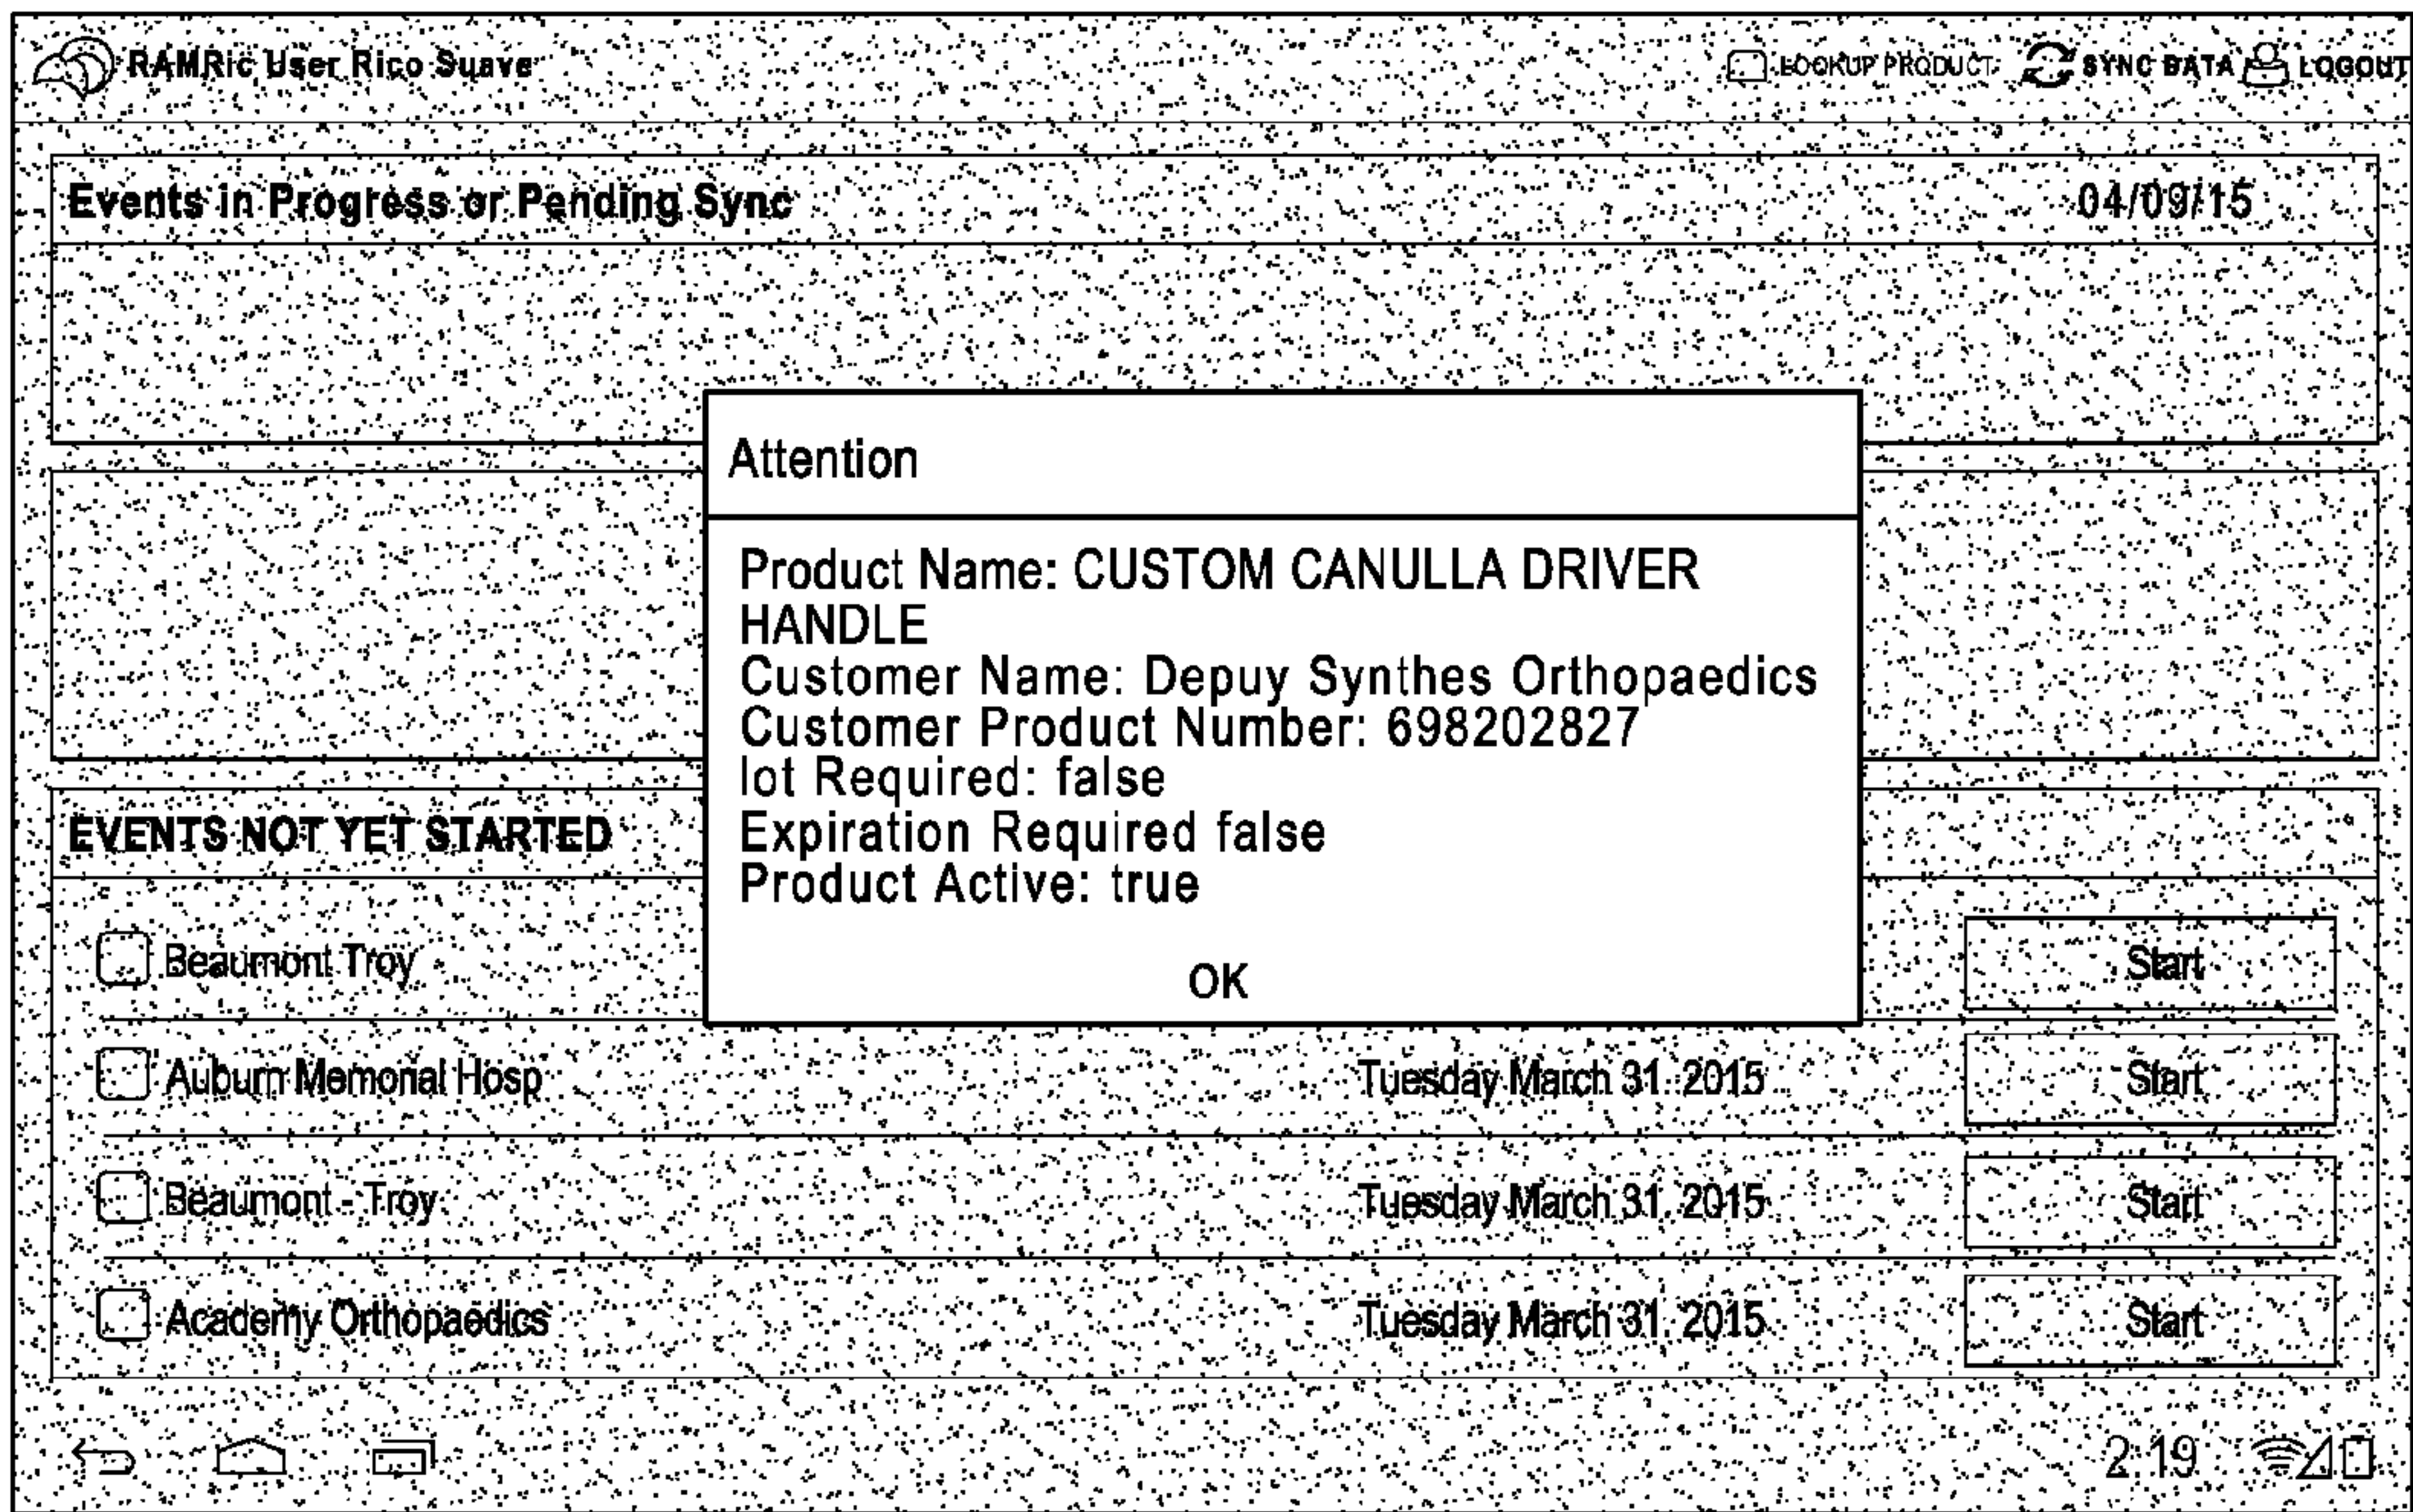 RAMRic User Rico Suave LOOKUP PRODUCT SYNC DATA LOGOUT
Events in Progress or Pending Sync 04/09/15
Attention
Product Name: CUSTOM CANULLA DRIVER
HANDLE
Customer Name: Depuy Synthes Orthopaedics
Customer Product Number: 698202827
lot Required: false
Expiration Required false
Product Active: true
OK
EVENTS NOT YET STARTED
Beaumont Troy Start
Auburn Memonal Hosp Tuesday March 31. 2015 Start
Beaumont - Troy Tuesday March 31, 2015 Start
Academy Orthopaedics Tuesday March 31, 2015 Start
2:19